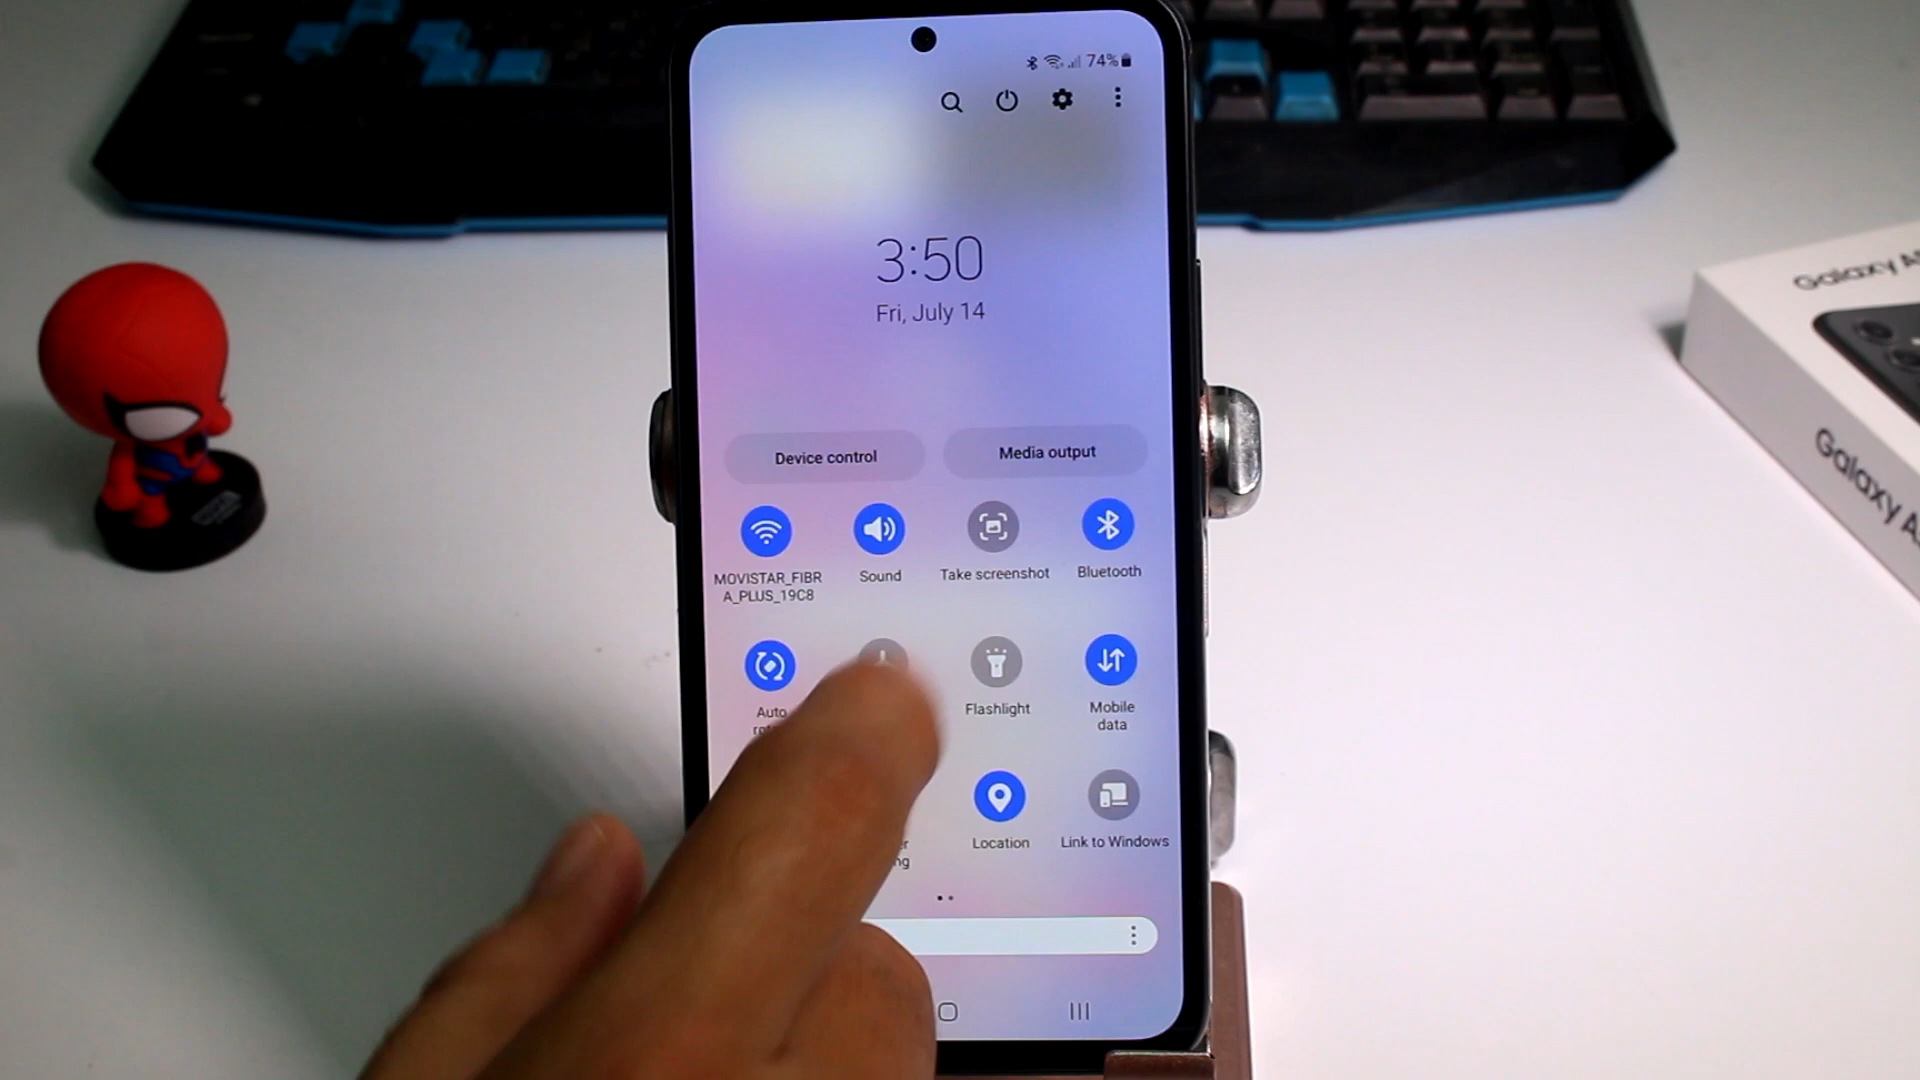 74%
3:50
Fri, July 14
Device control
Media output
MOVISTAR_FIBR
A_PLUS_19C8
Sound
Take screenshot
Bluetooth
Auto
Flashlight
Mobile
data
Location
Link to Windows
Galaxy A
Galaxy A